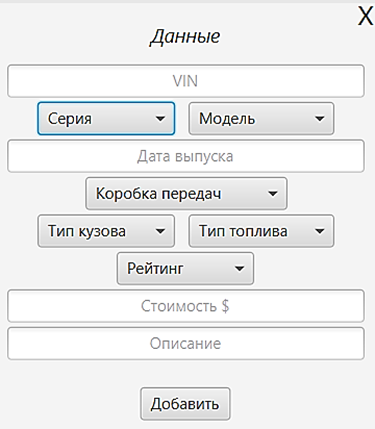 X
Данные
VIN
Серия Модель
Дата выпуска
Коробка передач
Тип кузова Тип топлива
Рейтинг
Стоимость $
Описание
Добавить